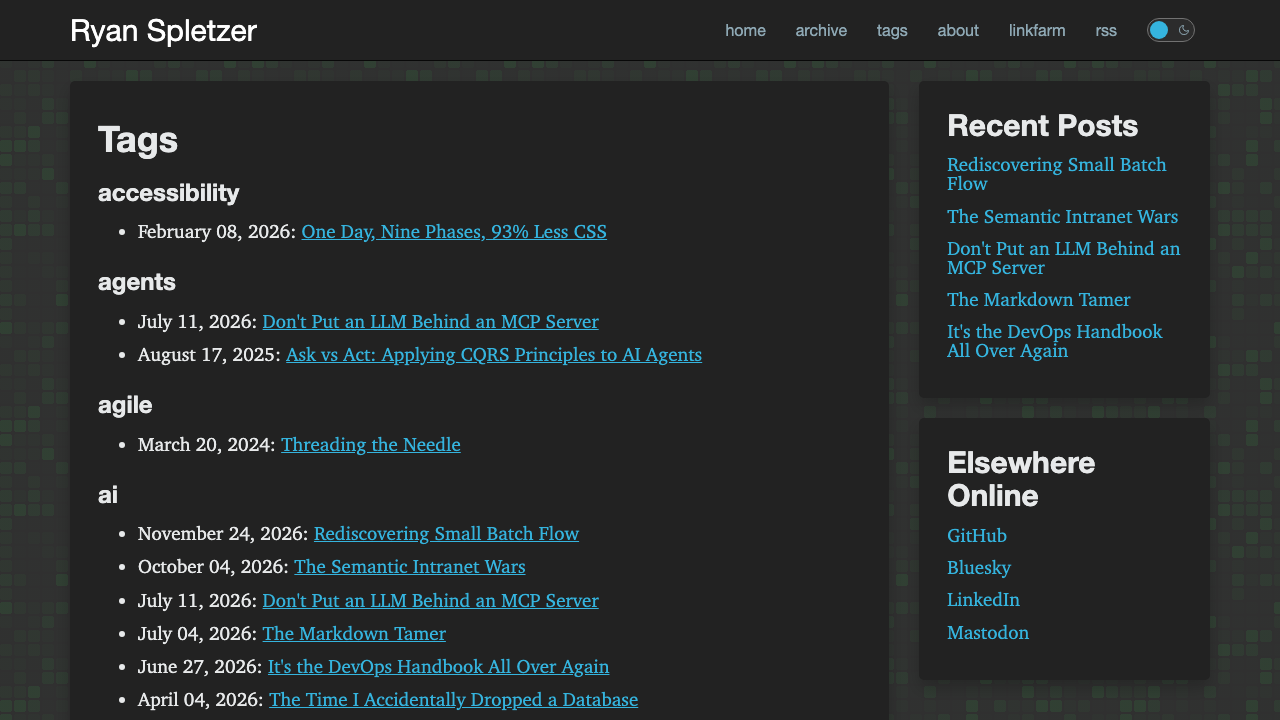 Ryan Spletzer
home archive tags about linkfarm rss
Tags
accessibility
February 08, 2026: One Day, Nine Phases, 93% Less CSS
agents
July 11, 2026: Don't Put an LLM Behind an MCP Server
August 17, 2025: Ask vs Act: Applying CQRS Principles to AI Agents
agile
March 20, 2024: Threading the Needle
ai
November 24, 2026: Rediscovering Small Batch Flow
October 04, 2026: The Semantic Intranet Wars
July 11, 2026: Don't Put an LLM Behind an MCP Server
July 04, 2026: The Markdown Tamer
June 27, 2026: It's the DevOps Handbook All Over Again
April 04, 2026: The Time I Accidentally Dropped a Database
Recent Posts
Rediscovering Small Batch
Flow
The Semantic Intranet Wars
Don't Put an LLM Behind an
MCP Server
The Markdown Tamer
It's the DevOps Handbook
All Over Again
Elsewhere
Online
GitHub
Bluesky
LinkedIn
Mastodon